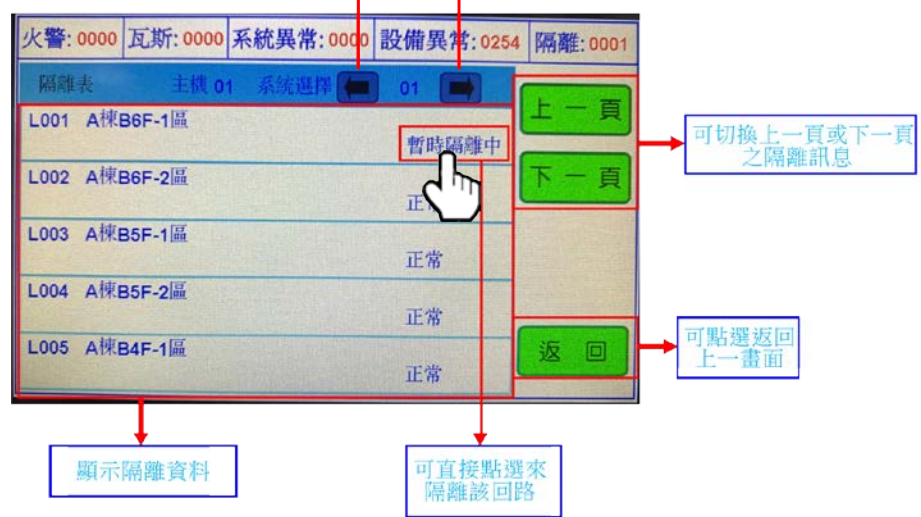 火警: 0000 瓦斯: 0000 系統異常: 0000 設備異常: 0254 隔離: 0001
隔離表 主機 01 系統選擇 01
L001 A棟B6F-1區
暫時隔離中
L002 A棟B6F-2區
正常
L003 A棟B5F-1區
正常
L004 A棟B5F-2區
正常
L005 A棟B4F-1區
正常
上一頁
下一頁
返回
可切換上一頁或下一頁
之隔離訊息
可點選返回
上一畫面
顯示隔離資料
可直接點選來
隔離該回路